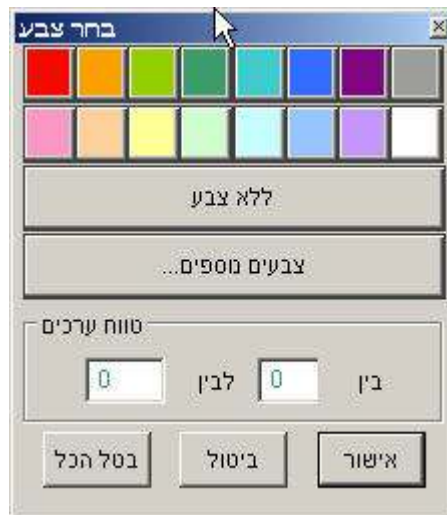 בחר צבע
ללא צבע
צבעים נוספים...
טווח ערכים
בין 0 לבין 0
אישור ביטול בטל הכל